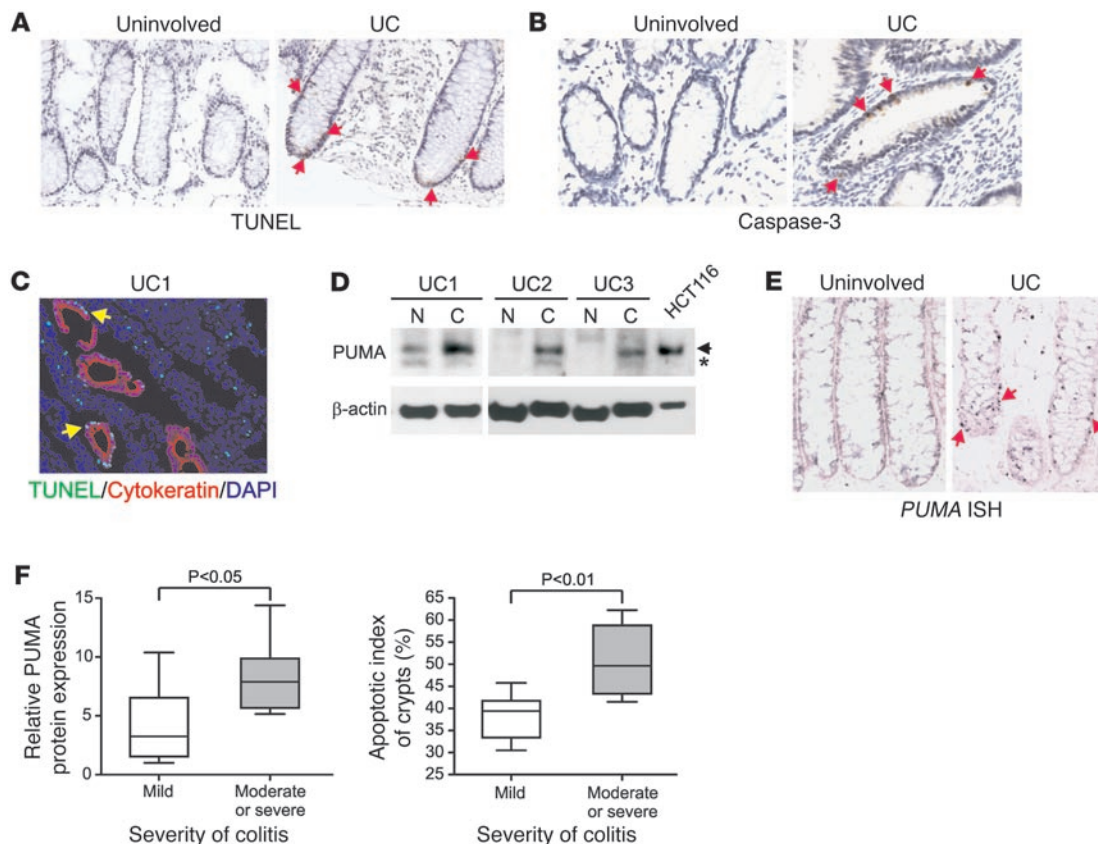 A
Uninvolved
UC
TUNEL
B
Uninvolved
UC
Caspase-3
C
UC1
TUNEL/Cytokeratin/DAPI
D
UC1
UC2
UC3
HCT116
N C N C N C
PUMA
*
β-actin
E
Uninvolved
UC
PUMA ISH
F
P<0.05
Relative PUMA
protein expression
15
10
5
0
Mild
Moderate
or severe
Severity of colitis
P<0.01
Apoptotic index
of crypts (%)
65
60
55
50
45
40
35
30
25
Mild
Moderate
or severe
Severity of colitis